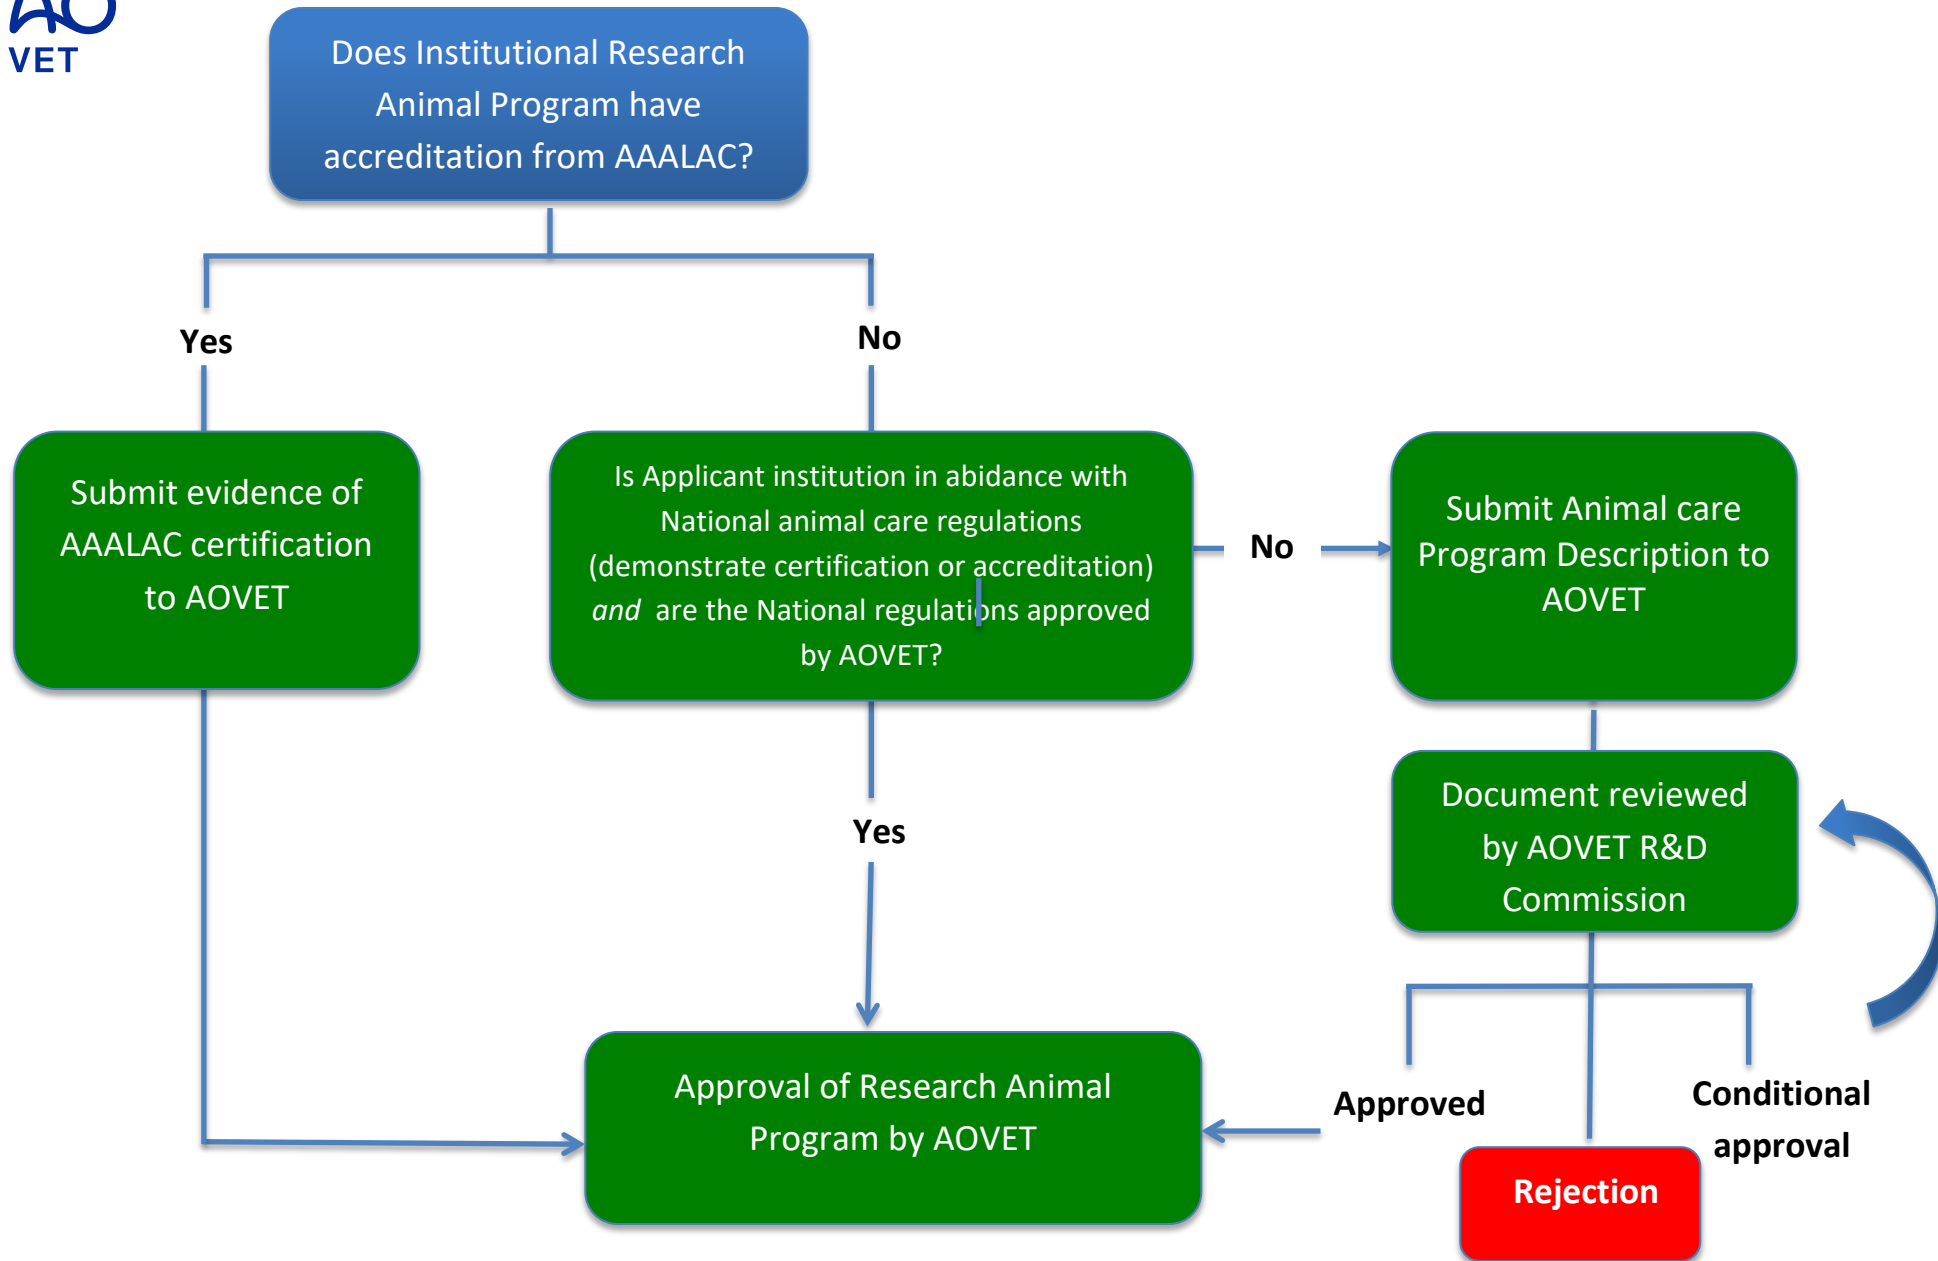 AO
VET
Does Institutional Research
Animal Program have
accreditation from AAALAC?
Yes
No
Submit evidence of
AAALAC certification
to AOVET
Is Applicant institution in abidance with
National animal care regulations
(demonstrate certification or accreditation)
and are the National regulations approved
by AOVET?
No
Submit Animal care
Program Description to
AOVET
Document reviewed
by AOVET R&D
Commission
Yes
Approval of Research Animal
Program by AOVET
Approved
Conditional
approval
Rejection